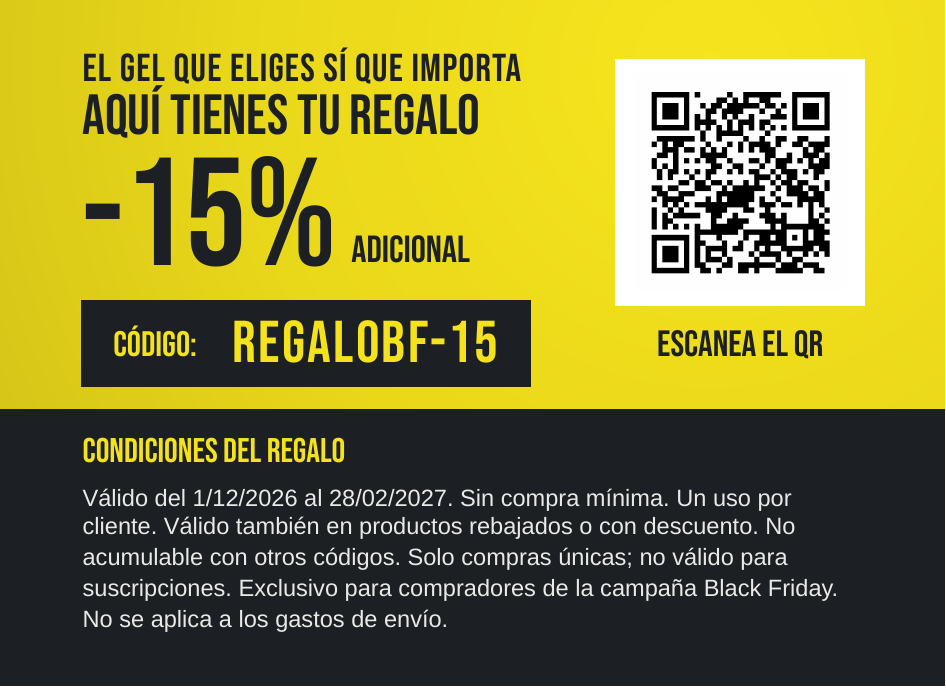 EL GEL QUE ELIGES SÍ QUE IMPORTA
AQUÍ TIENES TU REGALO
-15% ADICIONAL
CÓDIGO: REGALOBF-15
ESCANEA EL QR
CONDICIONES DEL REGALO
Válido del 1/12/2026 al 28/02/2027. Sin compra mínima. Un uso por
cliente. Válido también en productos rebajados o con descuento. No
acumulable con otros códigos. Solo compras únicas; no válido para
suscripciones. Exclusivo para compradores de la campaña Black Friday.
No se aplica a los gastos de envío.